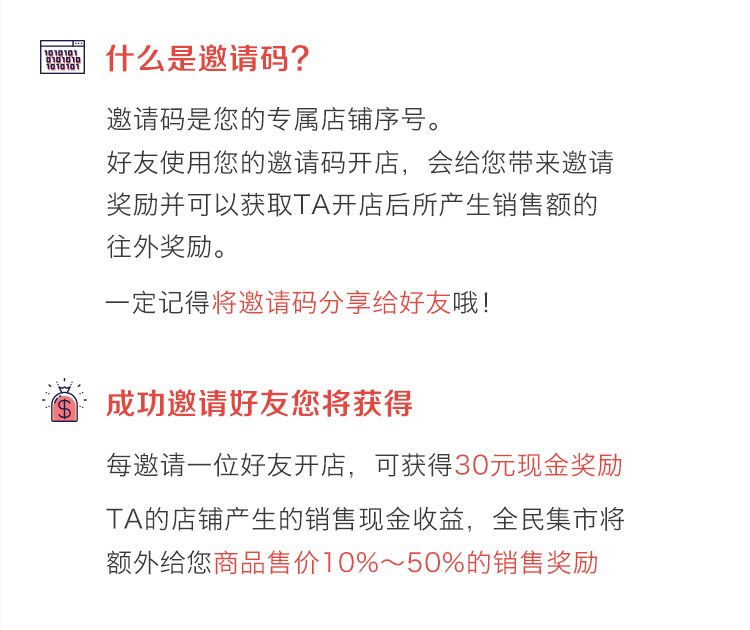 1010101
0101010
1010101
什么是邀请码?
邀请码是您的专属店铺序号。
好友使用您的邀请码开店，会给您带来邀请
奖励并可以获取TA开店后所产生销售额的
往外奖励。
一定记得将邀请码分享给好友哦！
$
成功邀请好友您将获得
每邀请一位好友开店，可获得30元现金奖励
TA的店铺产生的销售现金收益，全民集市将
额外给您商品售价10%～50%的销售奖励